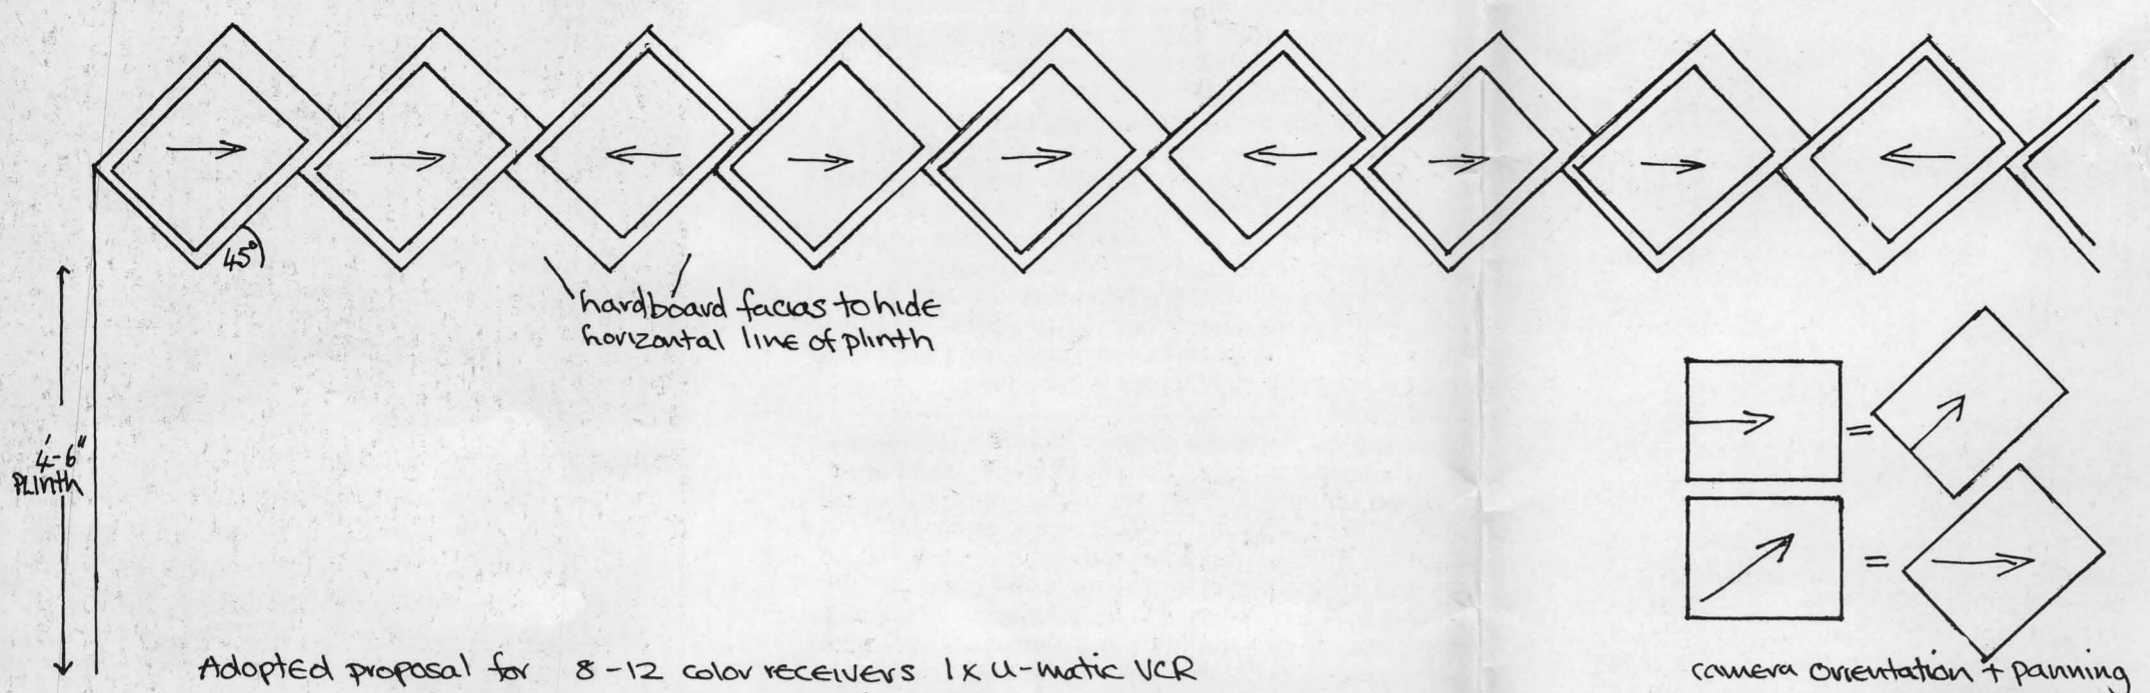 45°
hardboard facias to hide
horizontal line of plinth
4'-6"
PLinth
=
=
Adopted proposal for 8-12 color receivers 1x U-matic VCR
camera orientation + panning